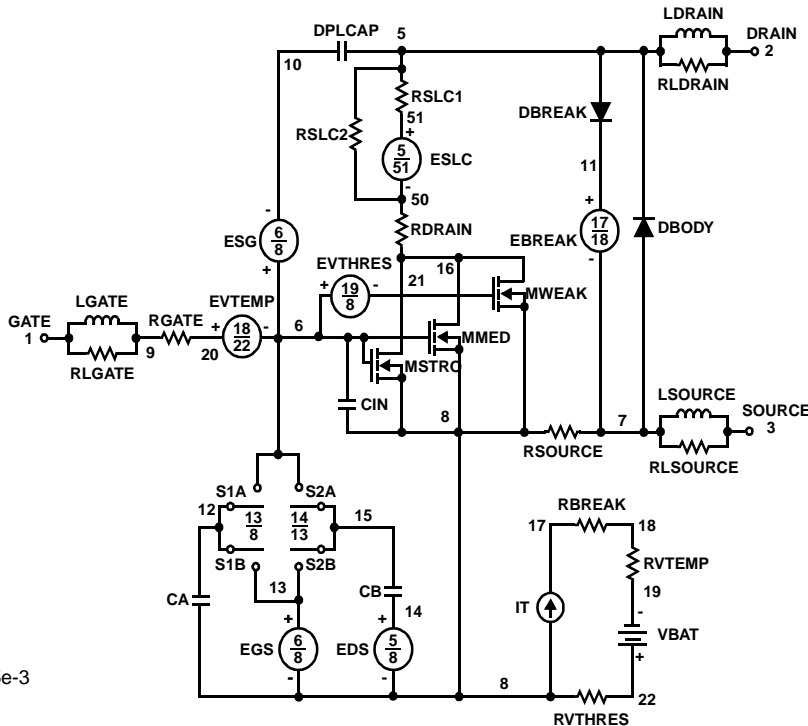 LDRAIN
DPLCAP 5 DRAIN
10 2
RLDRAIN
RSLC1
DBREAK
51
RSLC2 +
5
51
ESLC
11
- 50
- +
RDRAIN 17
18
6
8
ESG EBREAK DBODY
+ EVTHRES 16 -
21
+ 19
8
- MWEAK
LGATE EVTEMP
GATE RGATE + 18
22
- 6 MMED
1 9 20
MSTRO
RLGATE
LSOURCE
CIN 8 7 SOURCE
3
RSOURCE
RLSOURCE
S1A S2A
12 13
8
14
13
15
RBREAK
17 18
S1B S2B
RVTEMP
13 CB
CA 14 IT 19
-
+ +
VBAT
EGS 6
8
EDS 5
8
+
- - 8 22
e-3
RVTHRES